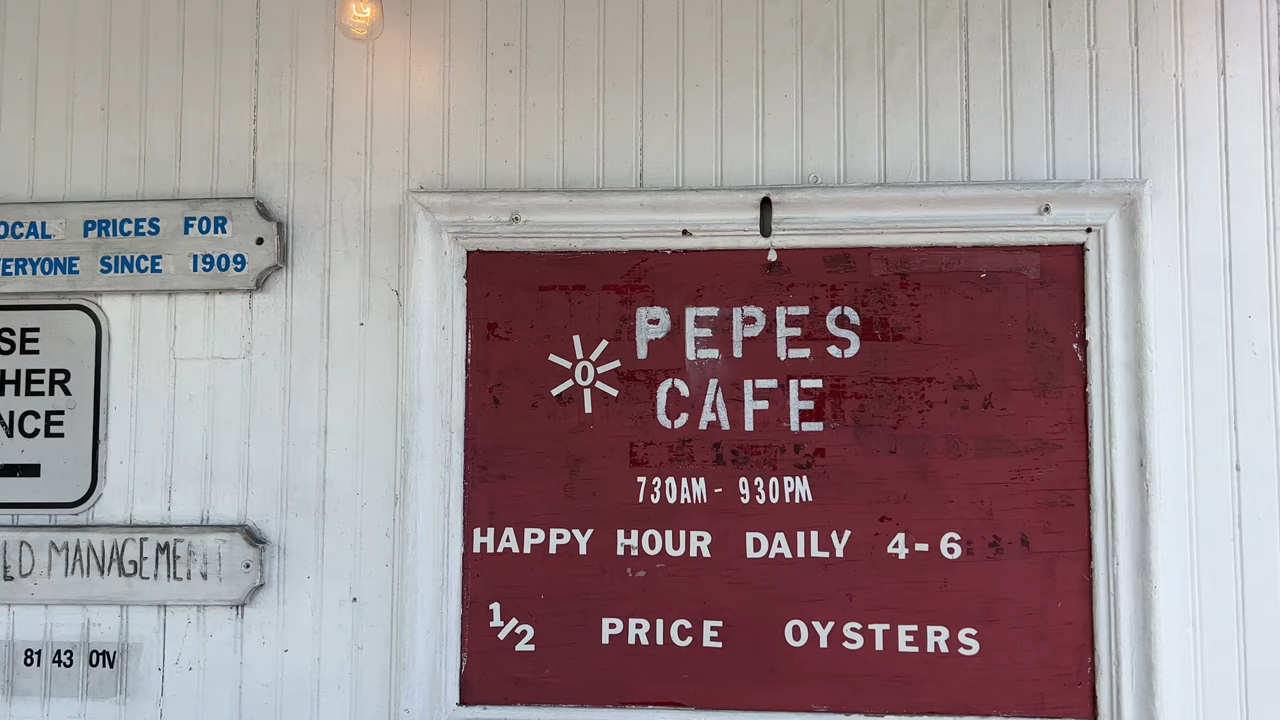 OCAL PRICES FOR
ERYONE SINCE 1909
SE
HER
NCE
LD MANAGEMENT
81 43 01V
PEPES
CAFE
730AM - 930PM
HAPPY HOUR DAILY 4-6
1/2 PRICE OYSTERS